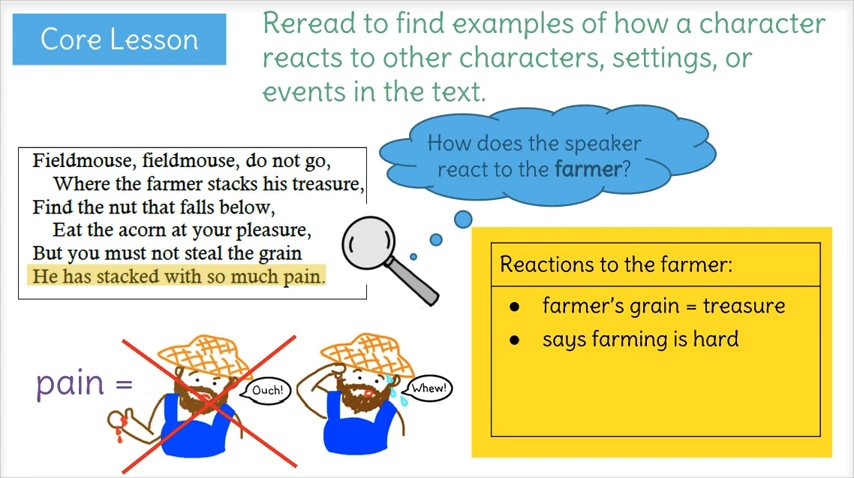 Core Lesson
Reread to find examples of how a character
reacts to other characters, settings, or
events in the text.
Fieldmouse, fieldmouse, do not go,
Where the farmer stacks his treasure,
Find the nut that falls below,
Eat the acorn at your pleasure,
But you must not steal the grain
He has stacked with so much pain.
How does the speaker
react to the farmer?
Reactions to the farmer:
● farmer's grain = treasure
● says farming is hard
pain =
Ouch!
Whew!